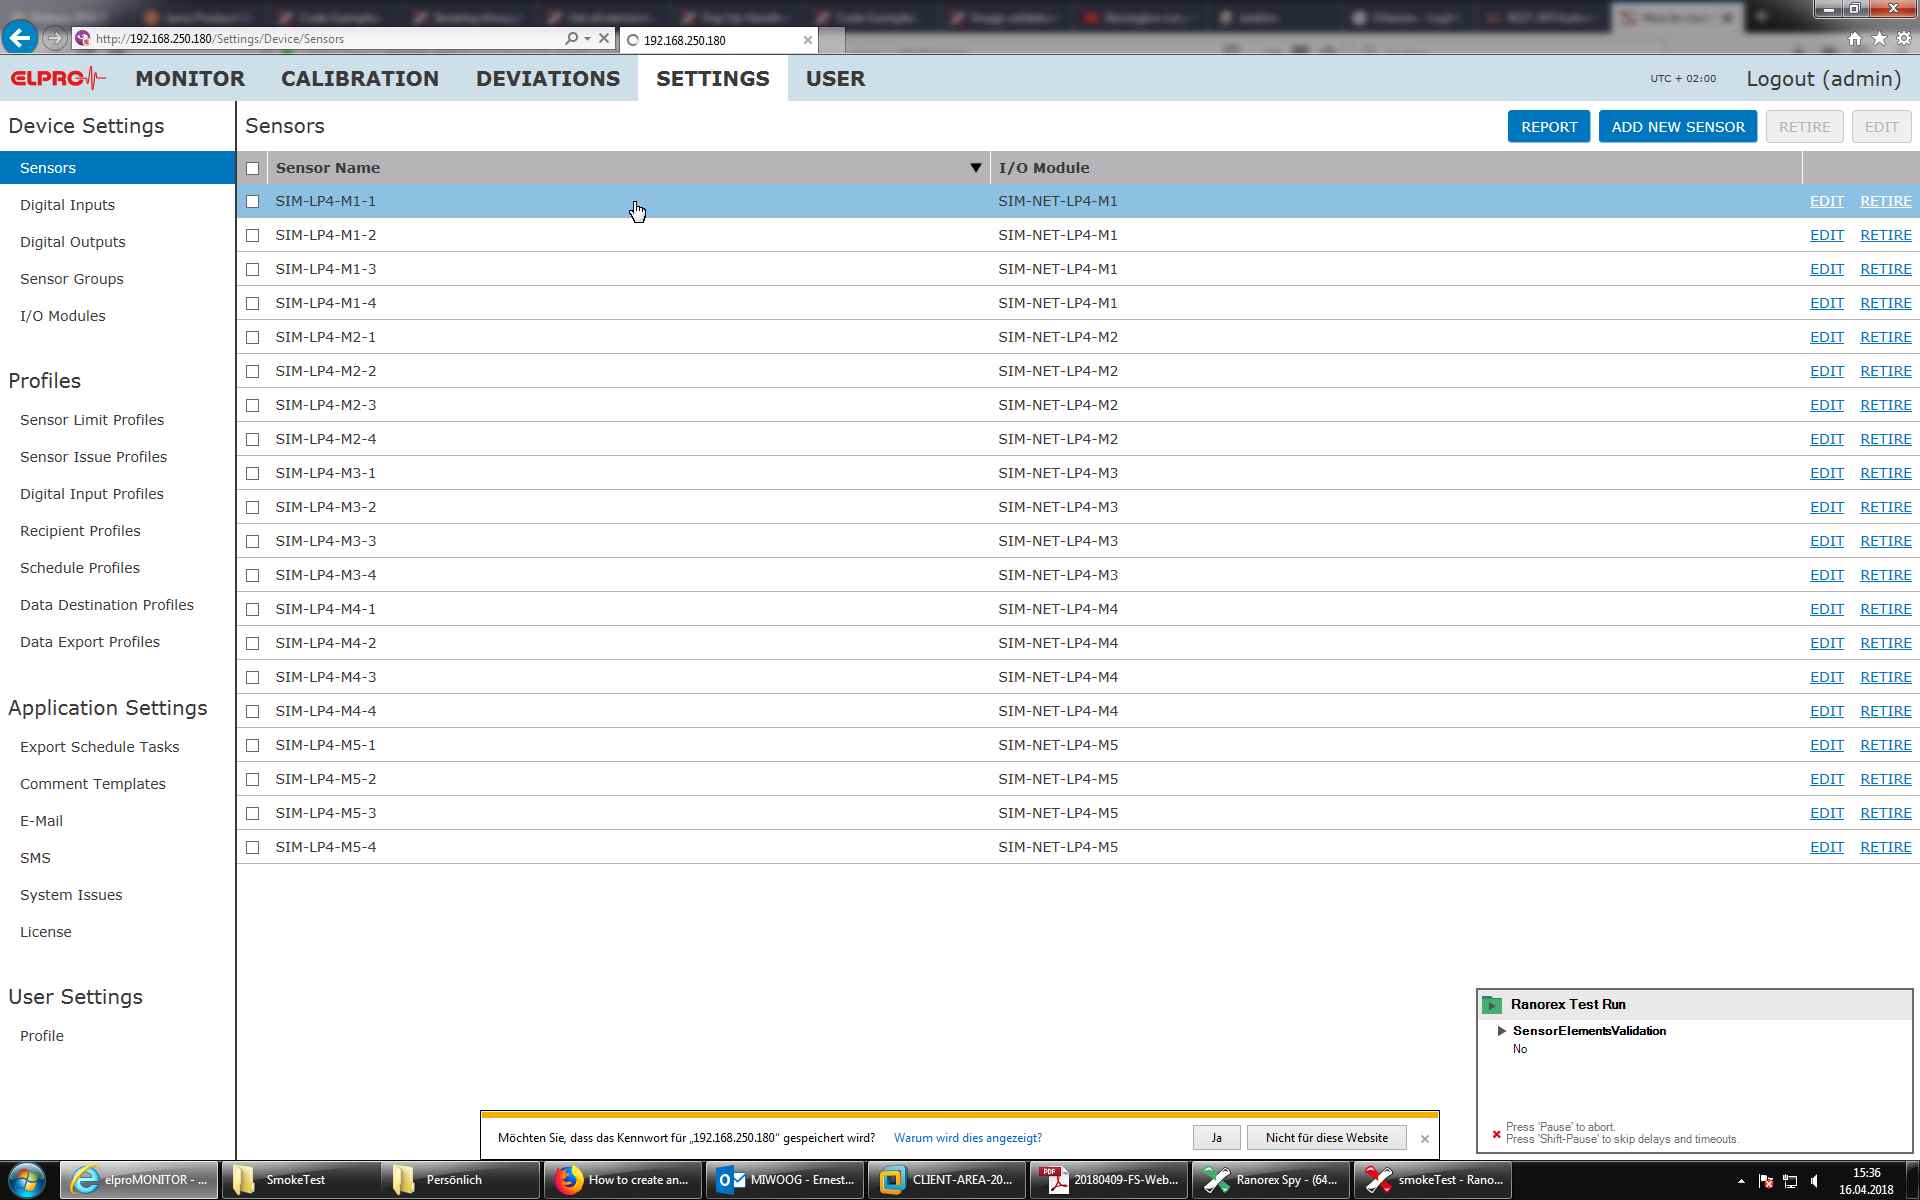 http://192.168.250.180/Settings/Device/Sensors
192.168.250.180
ELPRO
MONITOR CALIBRATION DEVIATIONS SETTINGS USER
UTC + 02:00 Logout (admin)
Device Settings
Sensors
Digital Inputs
Digital Outputs
Sensor Groups
I/O Modules
Profiles
Sensor Limit Profiles
Sensor Issue Profiles
Digital Input Profiles
Recipient Profiles
Schedule Profiles
Data Destination Profiles
Data Export Profiles
Application Settings
Export Schedule Tasks
Comment Templates
E-Mail
SMS
System Issues
License
User Settings
Profile
Sensors
REPORT ADD NEW SENSOR RETIRE EDIT
Sensor Name I/O Module
SIM-LP4-M1-1 SIM-NET-LP4-M1 EDIT RETIRE
SIM-LP4-M1-2 SIM-NET-LP4-M1 EDIT RETIRE
SIM-LP4-M1-3 SIM-NET-LP4-M1 EDIT RETIRE
SIM-LP4-M1-4 SIM-NET-LP4-M1 EDIT RETIRE
SIM-LP4-M2-1 SIM-NET-LP4-M2 EDIT RETIRE
SIM-LP4-M2-2 SIM-NET-LP4-M2 EDIT RETIRE
SIM-LP4-M2-3 SIM-NET-LP4-M2 EDIT RETIRE
SIM-LP4-M2-4 SIM-NET-LP4-M2 EDIT RETIRE
SIM-LP4-M3-1 SIM-NET-LP4-M3 EDIT RETIRE
SIM-LP4-M3-2 SIM-NET-LP4-M3 EDIT RETIRE
SIM-LP4-M3-3 SIM-NET-LP4-M3 EDIT RETIRE
SIM-LP4-M3-4 SIM-NET-LP4-M3 EDIT RETIRE
SIM-LP4-M4-1 SIM-NET-LP4-M4 EDIT RETIRE
SIM-LP4-M4-2 SIM-NET-LP4-M4 EDIT RETIRE
SIM-LP4-M4-3 SIM-NET-LP4-M4 EDIT RETIRE
SIM-LP4-M4-4 SIM-NET-LP4-M4 EDIT RETIRE
SIM-LP4-M5-1 SIM-NET-LP4-M5 EDIT RETIRE
SIM-LP4-M5-2 SIM-NET-LP4-M5 EDIT RETIRE
SIM-LP4-M5-3 SIM-NET-LP4-M5 EDIT RETIRE
SIM-LP4-M5-4 SIM-NET-LP4-M5 EDIT RETIRE
Ranorex Test Run
SensorElementsValidation
No
Press 'Pause' to abort.
Press 'Shift-Pause' to skip delays and timeouts.
Möchten Sie, dass das Kennwort für „192.168.250.180“ gespeichert wird? Warum wird dies angezeigt? Ja Nicht für diese Website
elproMONITOR - ... SmokeTest Persönlich How to create an... MIWOOG - Ernest... CLIENT-AREA-20... 20180409-FS-Web... Ranorex Spy - (64... smokeTest - Rano...
15:36
16.04.2018